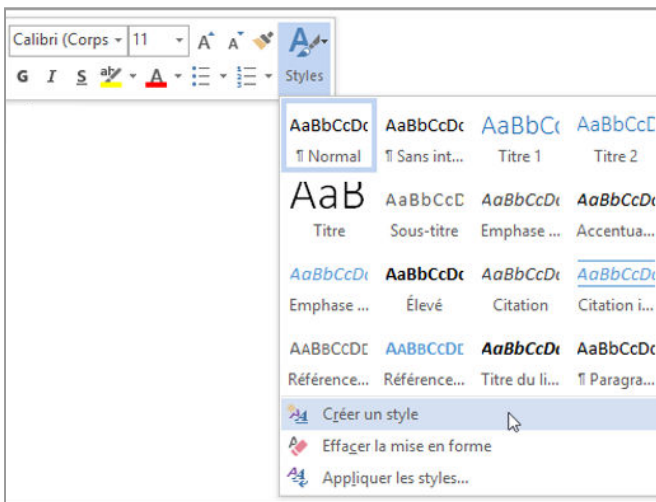 Calibri (Corps 11 A A A
G I S aby A Styles
AaBbCcDc AaBbCcDc AaBbCc AaBbCcD
¶ Normal ¶ Sans int... Titre 1 Titre 2
AaB AaBbCcD AaBbCcDc AaBbCcDc
Titre Sous-titre Emphase ... Accentua...
AaBbCcDc AaBbCcDc AaBbCcDc AaBbCcDc
Emphase ... Élevé Citation Citation i...
AABBCCDE AABBCCDE AaBbCcDc AaBbCcDc
Référence... Référence... Titre du li... ¶ Paragra...
Créer un style
Effacer la mise en forme
Appliquer les styles...